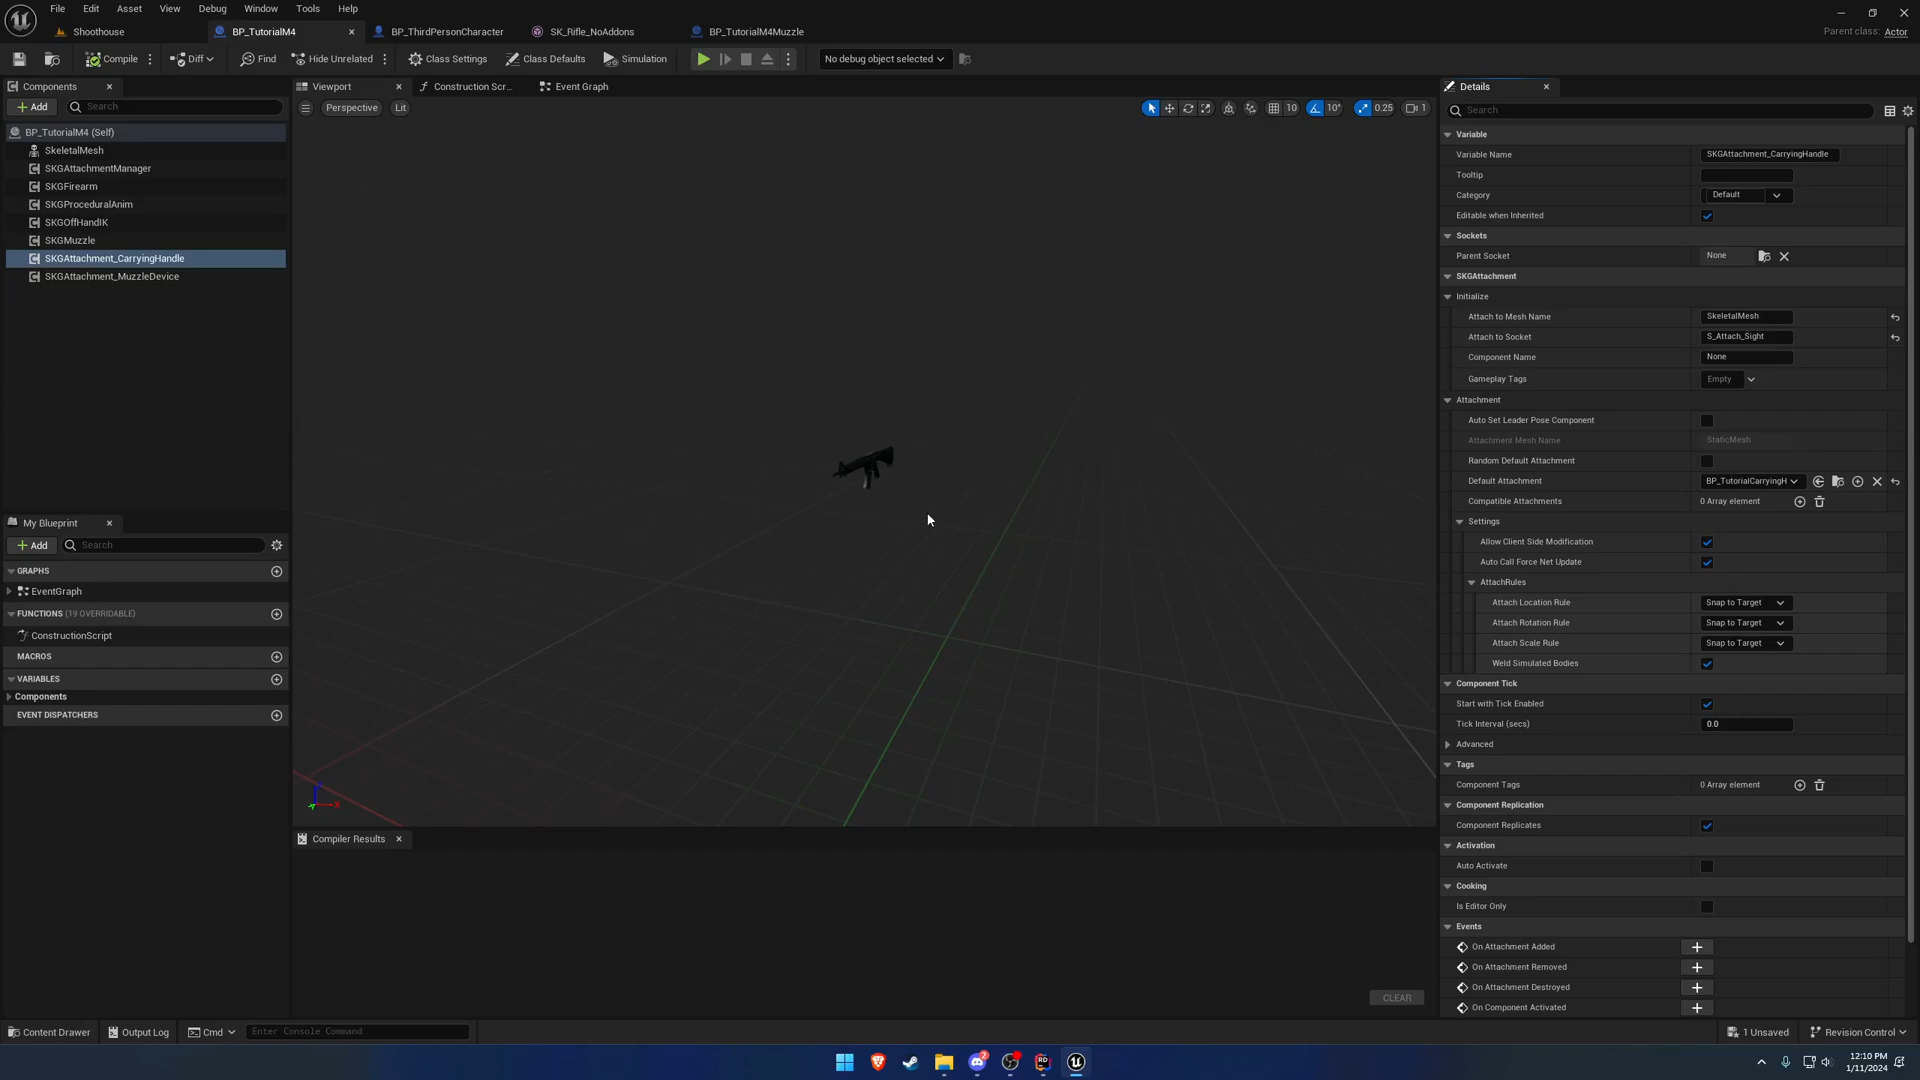 File Edit Asset View Debug Window Tools Help
Shoothouse BP_TutorialM4 BP_ThirdPersonCharacter SK_Rifle_NoAddons BP_TutorialM4Muzzle Parent class: Actor
Compile Diff Find Hide Unrelated Class Settings Class Defaults Simulation No debug object selected
Components
Add Search
BP_TutorialM4 (Self)
SkeletalMesh
SKGAttachmentManager
SKGFirearm
SKGProceduralAnim
SKGOffHandIK
SKGMuzzle
SKGAttachment_CarryingHandle
SKGAttachment_MuzzleDevice
My Blueprint
Add Search
GRAPHS
EventGraph
FUNCTIONS (19 OVERRIDABLE)
ConstructionScript
MACROS
VARIABLES
Components
EVENT DISPATCHERS
Viewport Construction Scr... Event Graph
Perspective Lit 10 10° 0.25 1
X
Compiler Results
CLEAR
Details
Search
Variable
Variable Name SKGAttachment_CarryingHandle
Tooltip
Category Default
Editable when Inherited
Sockets
Parent Socket None
SKGAttachment
Initialize
Attach to Mesh Name SkeletalMesh
Attach to Socket S_Attach_Sight
Component Name None
Gameplay Tags Empty
Attachment
Auto Set Leader Pose Component
Attachment Mesh Name StaticMesh
Random Default Attachment
Default Attachment BP_TutorialCarryingH
Compatible Attachments 0 Array element
Settings
Allow Client Side Modification
Auto Call Force Net Update
AttachRules
Attach Location Rule Snap to Target
Attach Rotation Rule Snap to Target
Attach Scale Rule Snap to Target
Weld Simulated Bodies
Component Tick
Start with Tick Enabled
Tick Interval (secs) 0.0
Advanced
Tags
Component Tags 0 Array element
Component Replication
Component Replicates
Activation
Auto Activate
Cooking
Is Editor Only
Events
On Attachment Added
On Attachment Removed
On Attachment Destroyed
On Component Activated
Content Drawer Output Log Cmd Enter Console Command 1 Unsaved Revision Control
2 RD
12:10 PM
1/11/2024